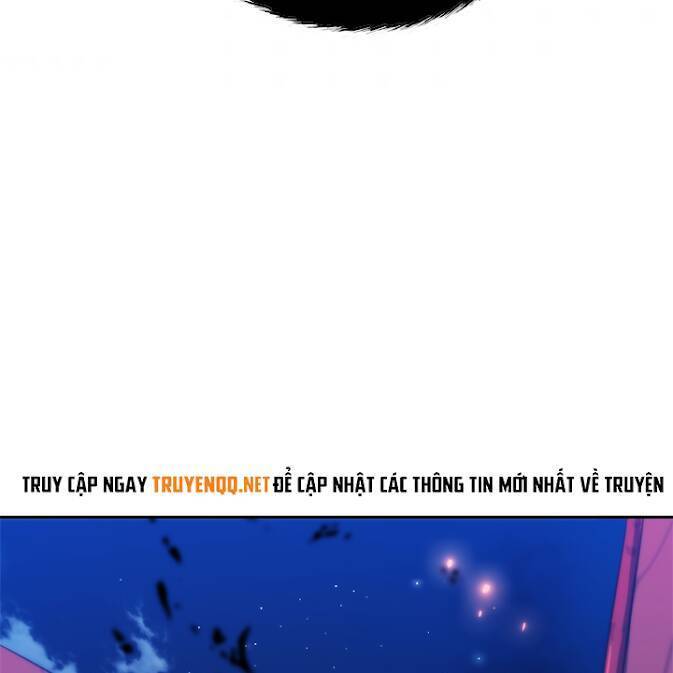 TRUY CẬP NGAY TRUYENQQ.NET ĐỂ CẬP NHẬT CÁC THÔNG TIN MỚI NHẤT VỀ TRUYỆN